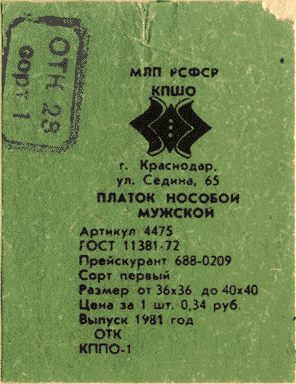 ОТК 28
сорт 1
МЛП РСФСР
КПШО
г. Краснодар,
ул. Седина, 65
ПЛАТОК НОСОВОЙ
МУЖСКОЙ
Артикул 4475
ГОСТ 11381-72
Прейскурант 688-0209
Сорт первый
Размер от 36х36 до 40х40
Цена за 1 шт. 0,34 руб.
Выпуск 1981 год
ОТК
КППО-1